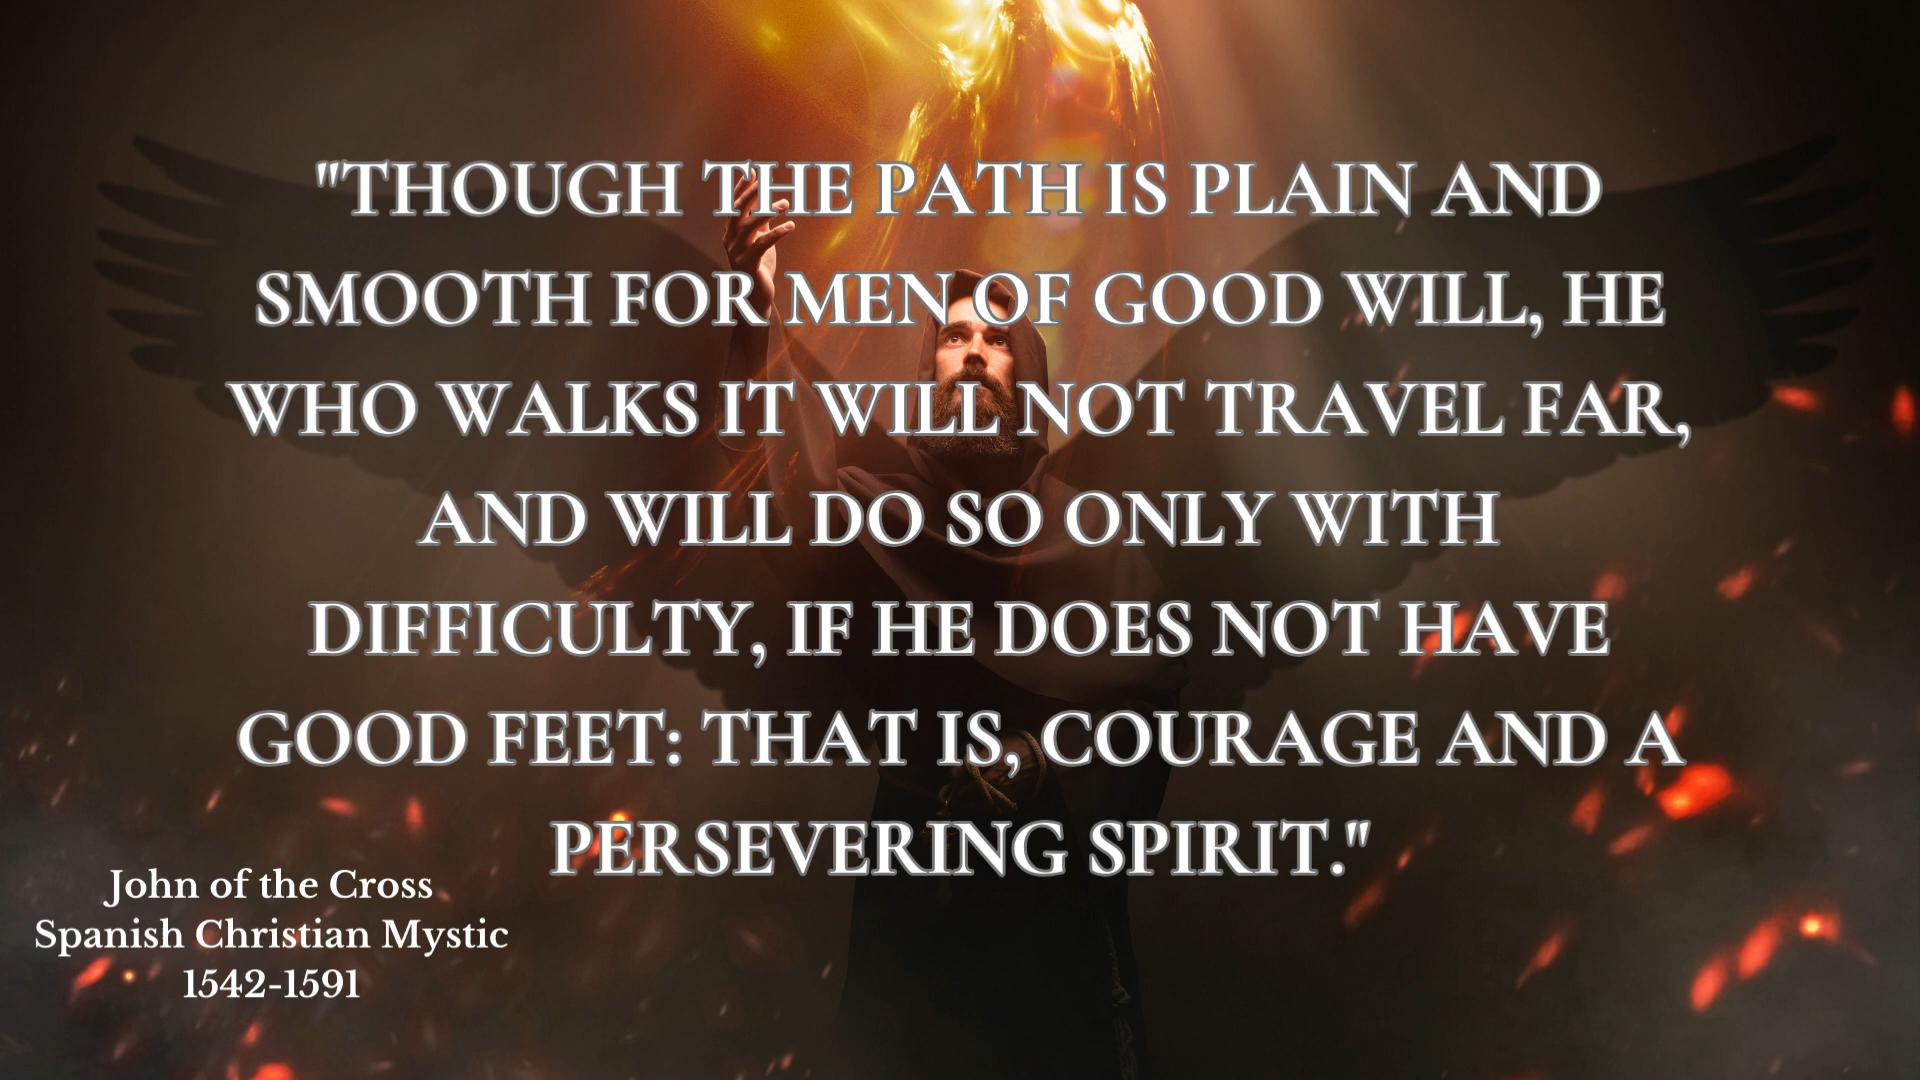 "THOUGH THE PATH IS PLAIN AND
SMOOTH FOR MEN OF GOOD WILL, HE
WHO WALKS IT WILL NOT TRAVEL FAR,
AND WILL DO SO ONLY WITH
DIFFICULTY, IF HE DOES NOT HAVE
GOOD FEET: THAT IS, COURAGE AND A
PERSEVERING SPIRIT."
John of the Cross
Spanish Christian Mystic
1542-1591